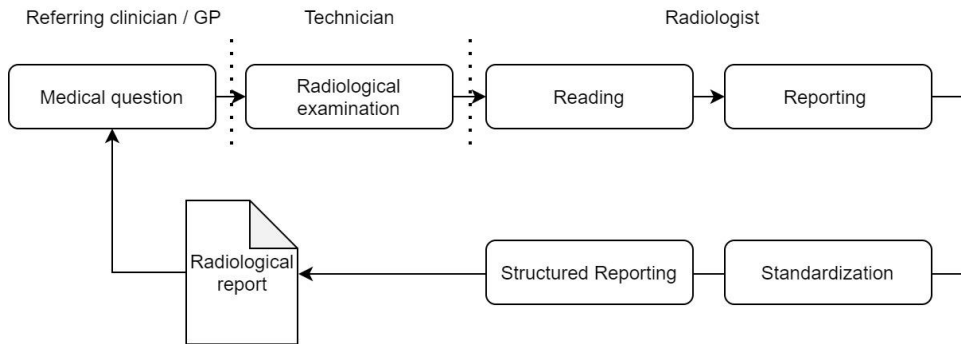 Referring clinician / GP
Technician
Radiologist
Medical question
Radiological
examination
Reading
Reporting
Radiological
report
Structured Reporting
Standardization